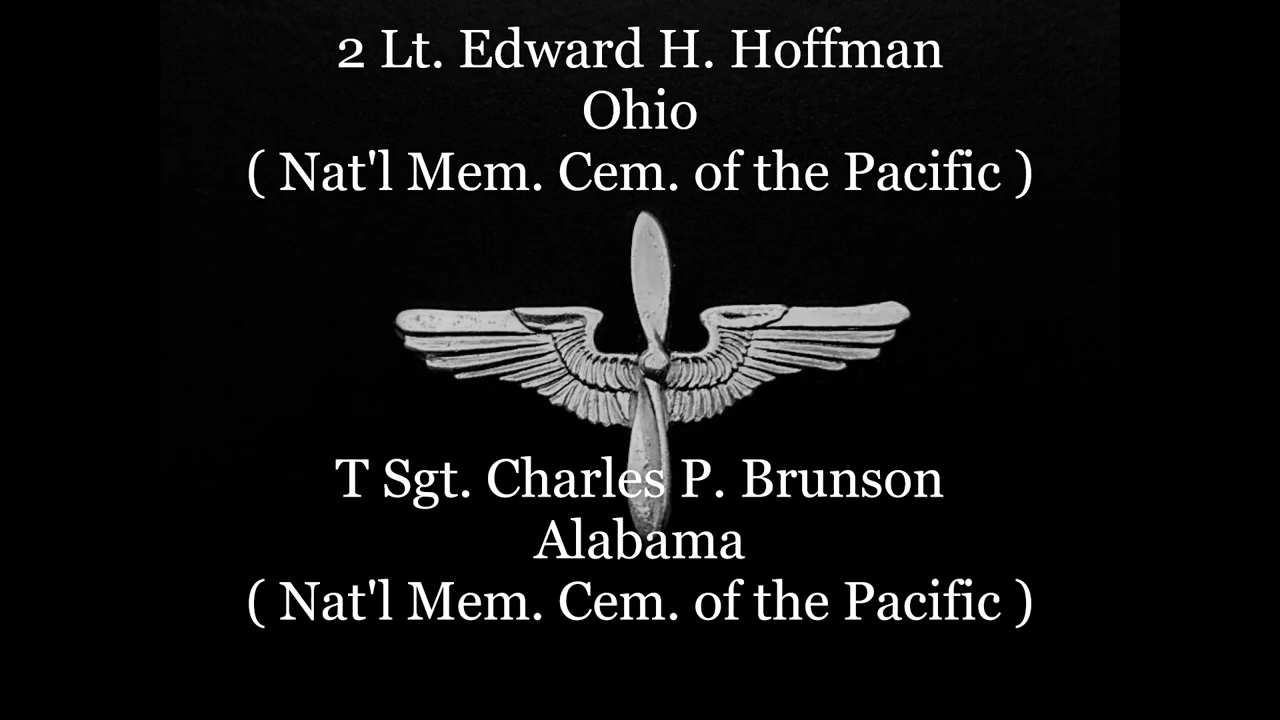 2 Lt. Edward H. Hoffman
Ohio
( Nat'l Mem. Cem. of the Pacific )
T Sgt. Charles P. Brunson
Alabama
( Nat'l Mem. Cem. of the Pacific )